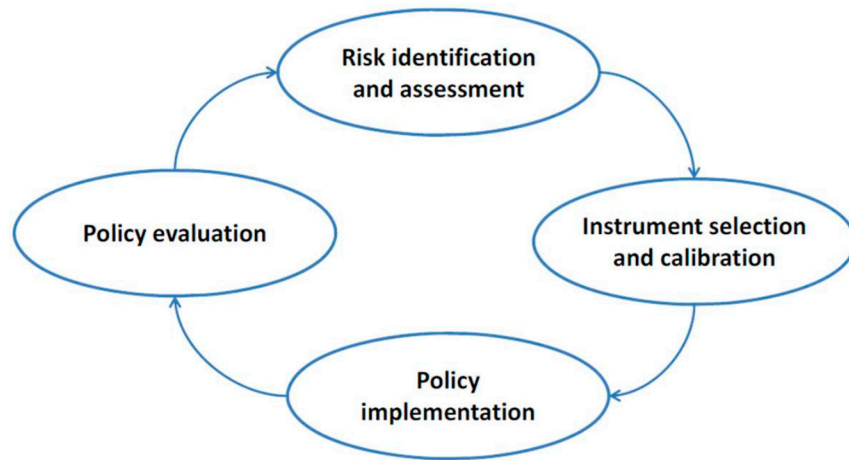 Risk identification
and assessment
Policy evaluation
Instrument selection
and calibration
Policy
implementation